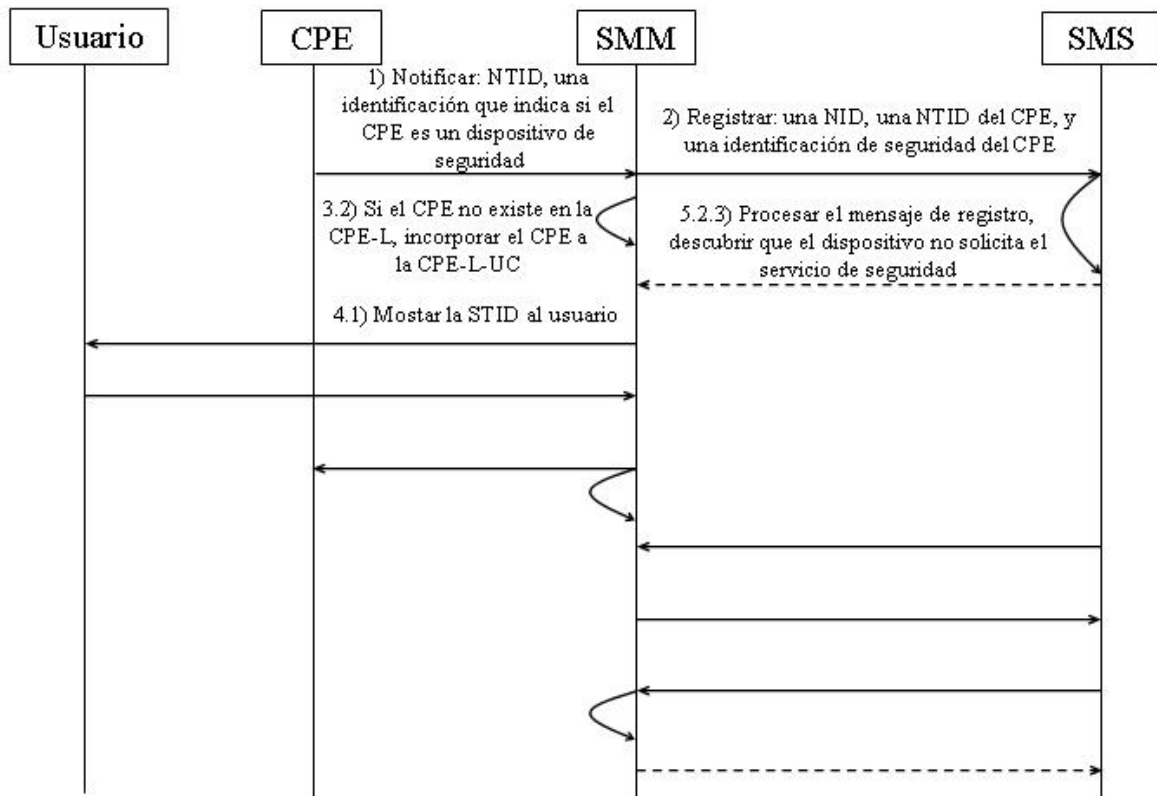 Usuario
CPE
SMM
SMS
1) Notificar: NTID, una
identificación que indica si el
CPE es un dispositivo de
seguridad
2) Registrar: una NID, una NTID del CPE, y
una identificación de seguridad del CPE
3.2) Si el CPE no existe en la
CPE-L, incorporar el CPE a
la CPE-L-UC
5.2.3) Procesar el mensaje de registro,
descubrir que el dispositivo no solicita el
servicio de seguridad
4.1) Mostar la STID al usuario